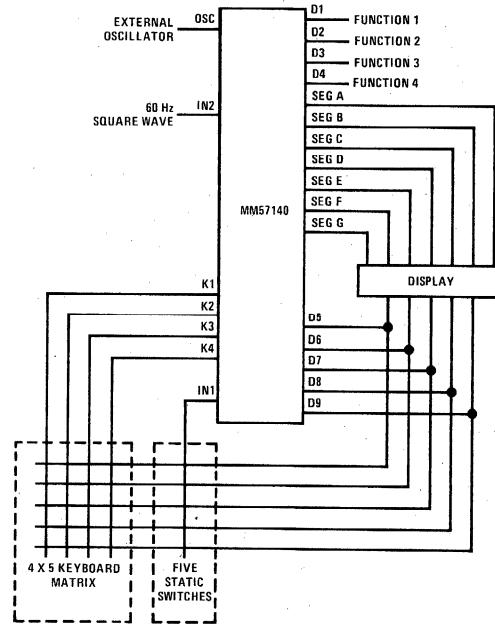 EXTERNAL
OSCILLATOR
OSC
60 Hz
SQUARE WAVE
IN2
MM57140
D1
FUNCTION 1
D2
FUNCTION 2
D3
FUNCTION 3
D4
FUNCTION 4
SEG A
SEG B
SEG C
SEG D
SEG E
SEG F
SEG G
DISPLAY
K1
K2
K3
K4
IN1
D5
D6
D7
D8
D9
4 X 5 KEYBOARD
MATRIX
FIVE
STATIC
SWITCHES